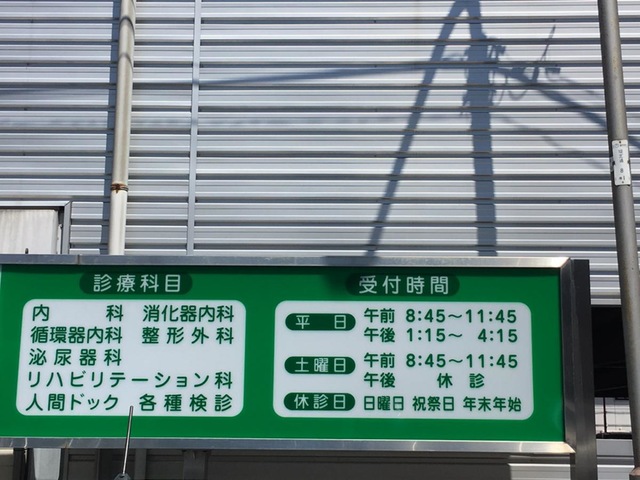 診療科目
内科 消化器内科
循環器内科 整形外科
泌尿器科
リハビリテーション科
人間ドック 各種検診
受付時間
平日 午前 8:45～11:45
午後 1:15～ 4:15
土曜日 午前 8:45～11:45
午後 休診
休診日 日曜日 祝祭日 年末年始